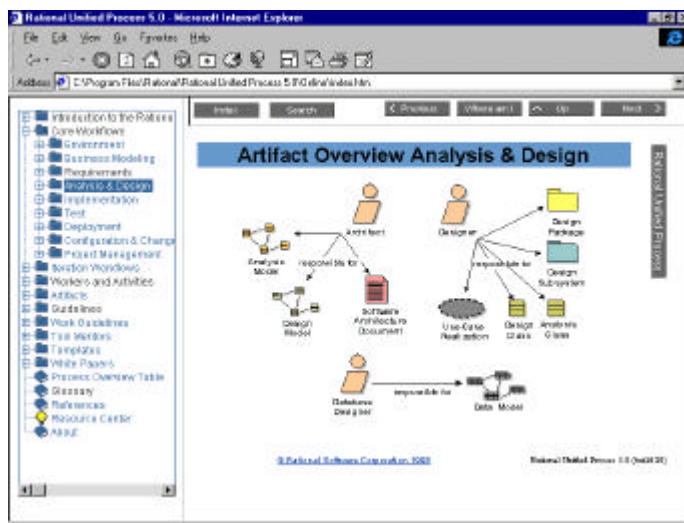 Rational Unified Process 5.0 - Microsoft Internet Explorer
File Edit View Go Favorites Help
Address C:\Program Files\Rational\Rational Unified Process 5.0\Online\index.htm
Index Search Previous Where am I Up Next
Introduction to the Rationa
Core Workflows
Environment
Business Modeling
Requirements
Analysis & Design
Implementation
Test
Deployment
Configuration & Change
Project Management
Iteration Workflows
Workers and Activities
Artifacts
Guidelines
Work Guidelines
Tool Mentors
Templates
White Papers
Process Overview Table
Glossary
References
Resource Center
About
Artifact Overview Analysis & Design
Rational Unified Process
Architect
Analysis
Model
responsible for
Design
Model
Software
Architecture
Document
Designer
Design
Package
responsible for
Design
Subsystem
Use-Case
Realization
Design
Class
Analysis
Class
Database
Designer
responsible for
Data Model
© Rational Software Corporation 1998
Rational Unified Process 5.0